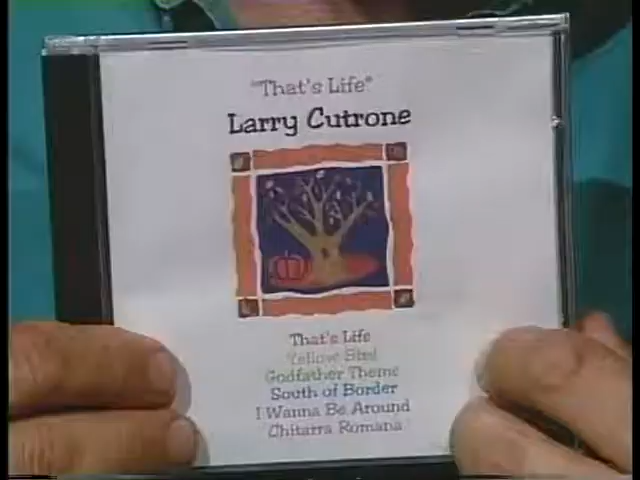 "That's Life"
Larry Cutrone
That's Life
Yellow Bird
Godfather Theme
South of Border
I Wanna Be Around
Chitarra Romana